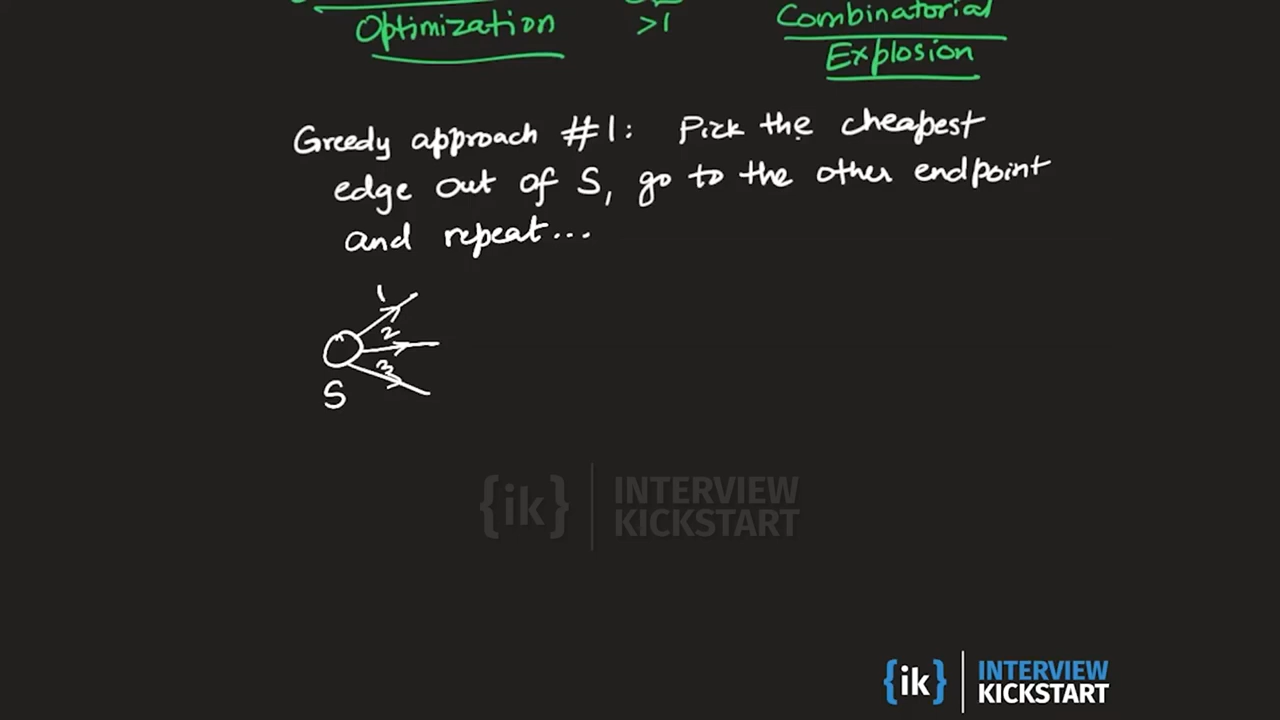 Optimization >1 Combinatorial
Explosion
Greedy approach #1: Pick the cheapest
edge out of S, go to the other endpoint
and repeat...
1
2
3
S
{ik} INTERVIEW
KICKSTART
{ik} INTERVIEW
KICKSTART